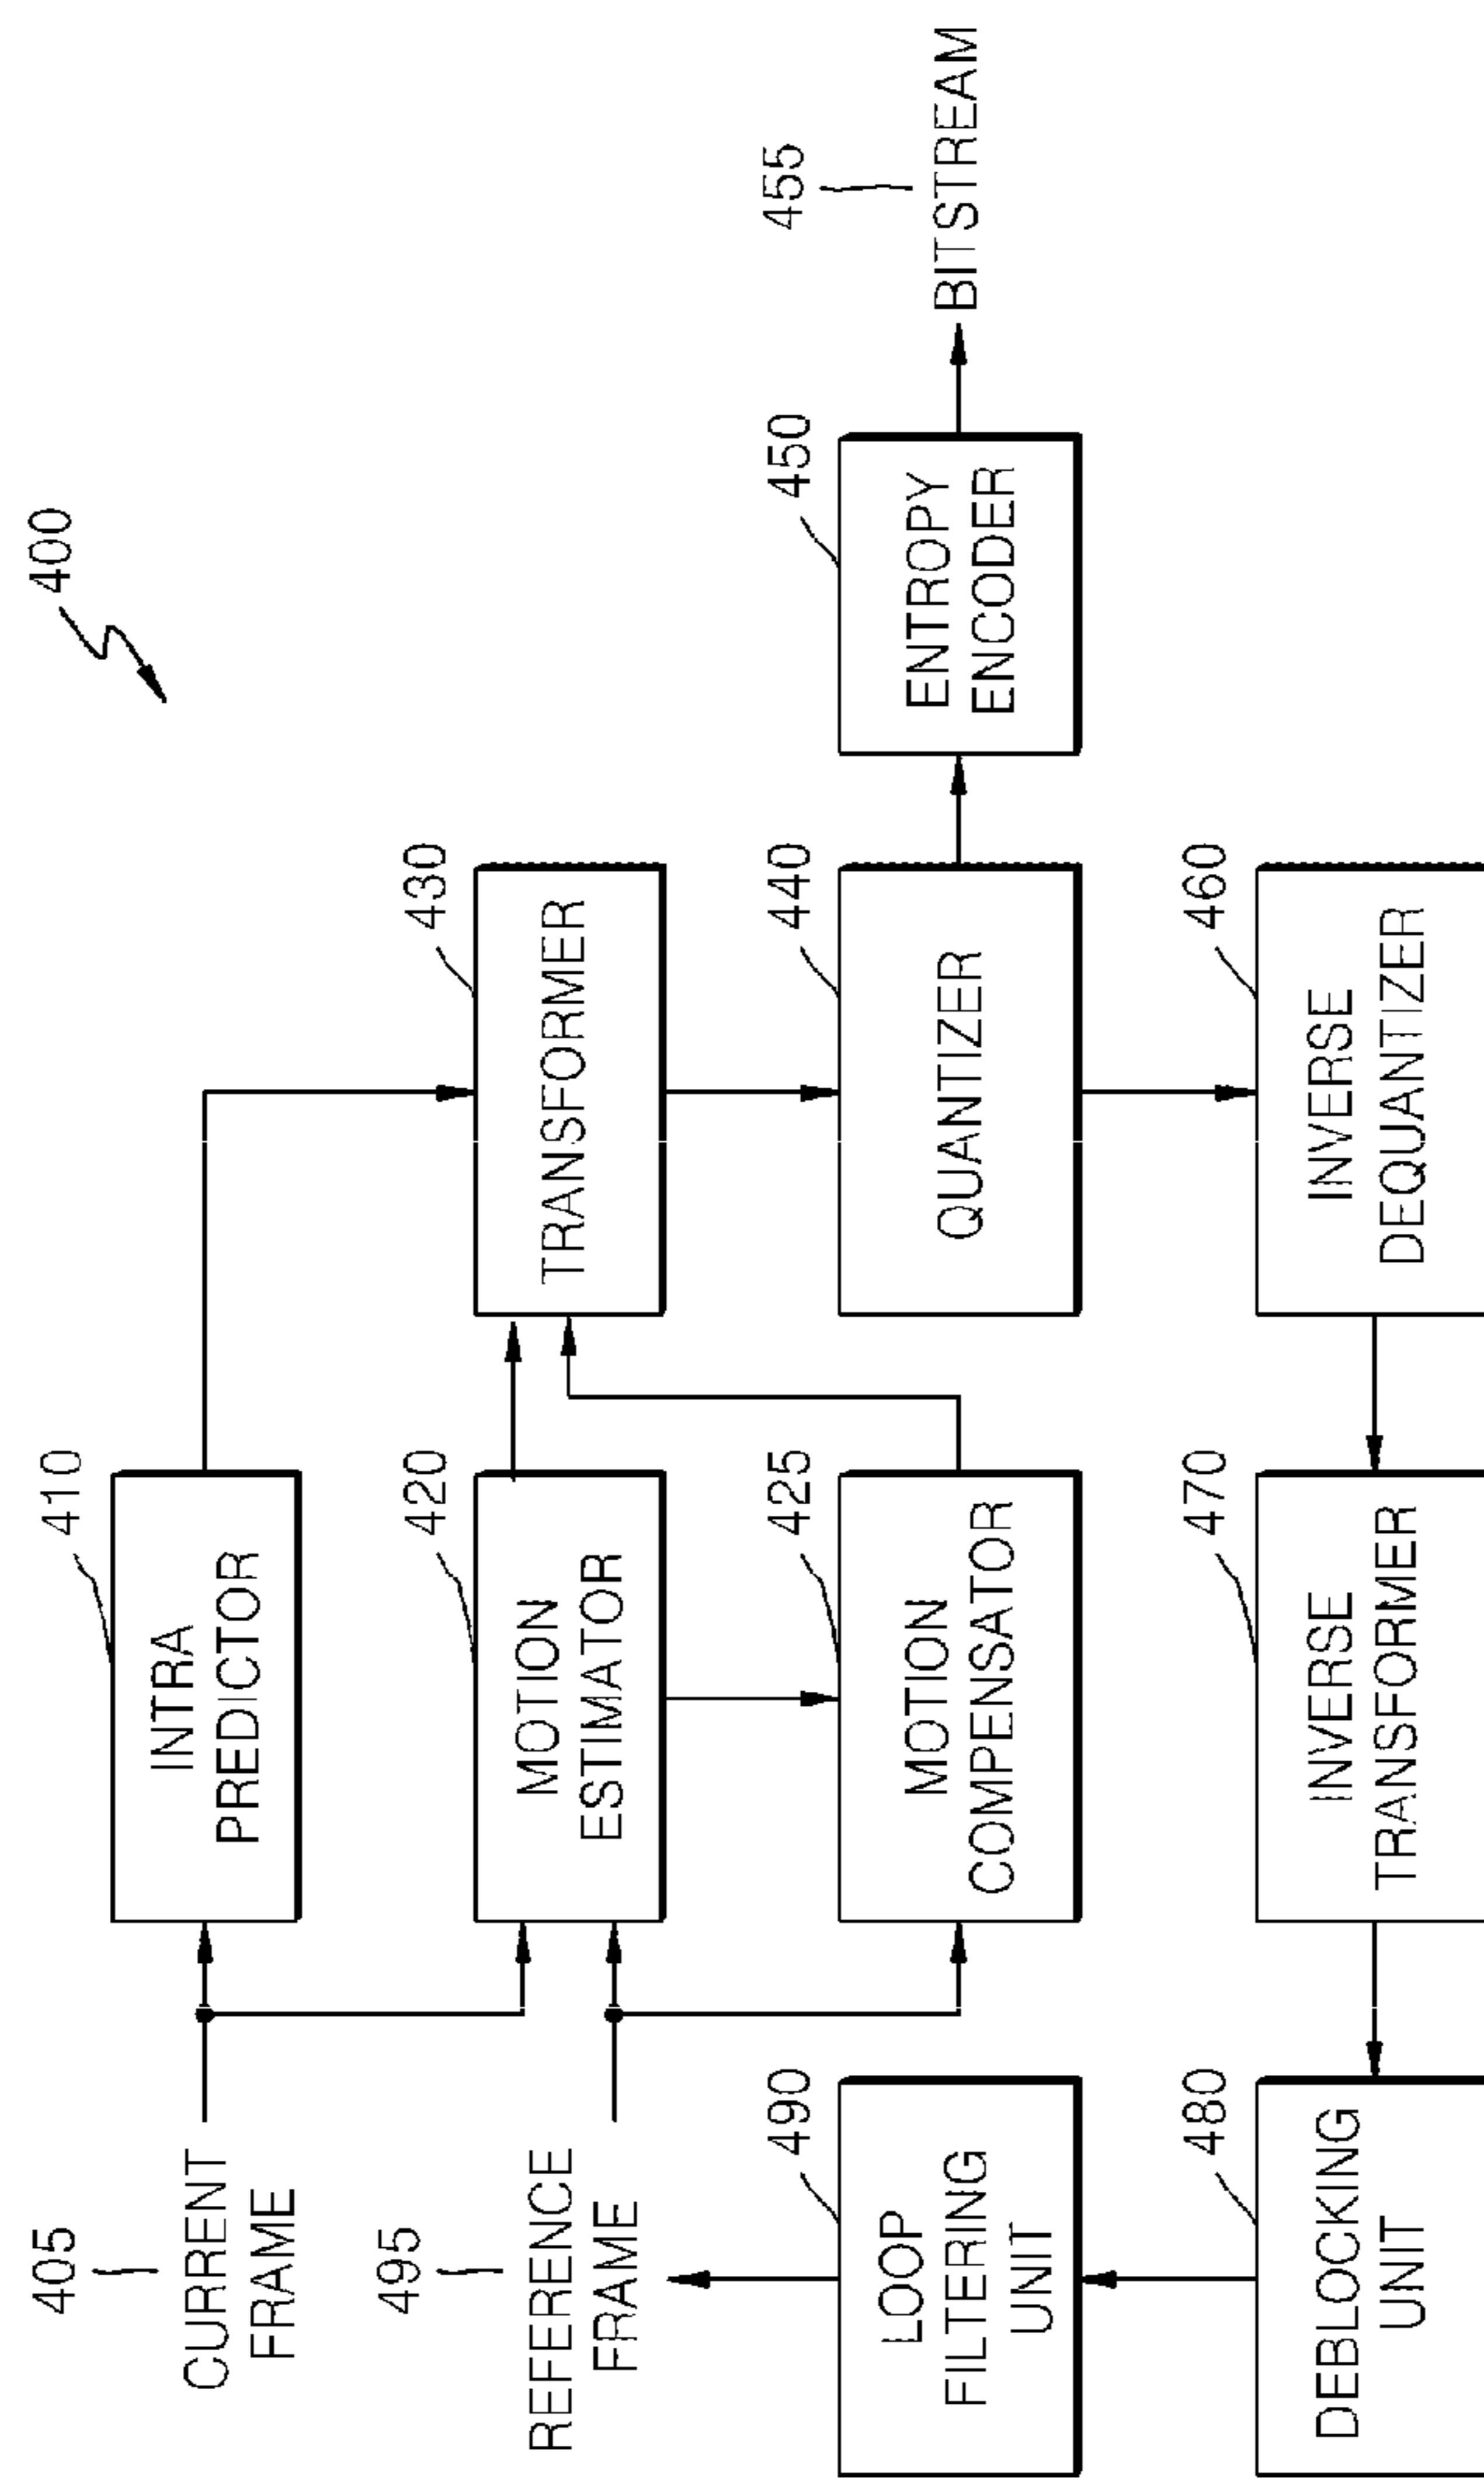 400
405
CURRENT
FRAME
410
INTRA
PREDICTOR
495
REFERENCE
FRAME
420
MOTION
ESTIMATOR
430
TRANSFORMER
490
LOOP
FILTERING
UNIT
425
MOTION
COMPENSATOR
440
QUANTIZER
450
ENTROPY
ENCODER
455
BITSTREAM
480
DEBLOCKING
UNIT
470
INVERSE
TRANSFORMER
460
INVERSE
DEQUANTIZER